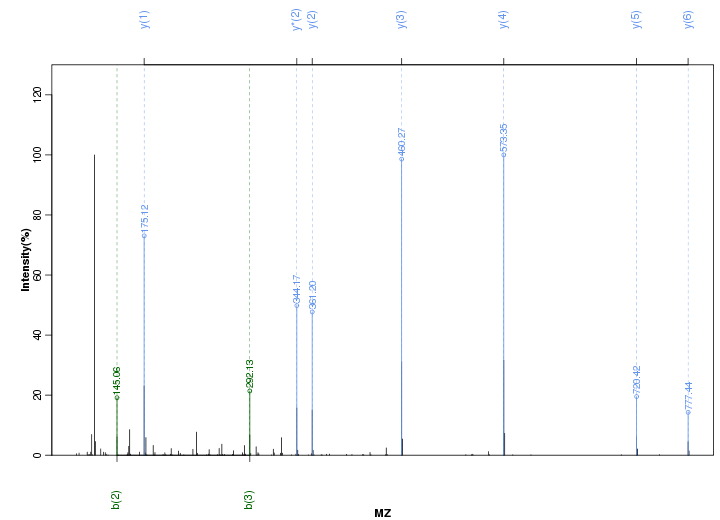 y(1)
y*(2)
y(2)
y(3)
y(4)
y(5)
y(6)
Intensity(%)
0
20
40
60
80
100
120
145.06
175.12
292.13
344.17
361.20
460.27
573.35
720.42
777.44
b(2)
b(3)
MZ